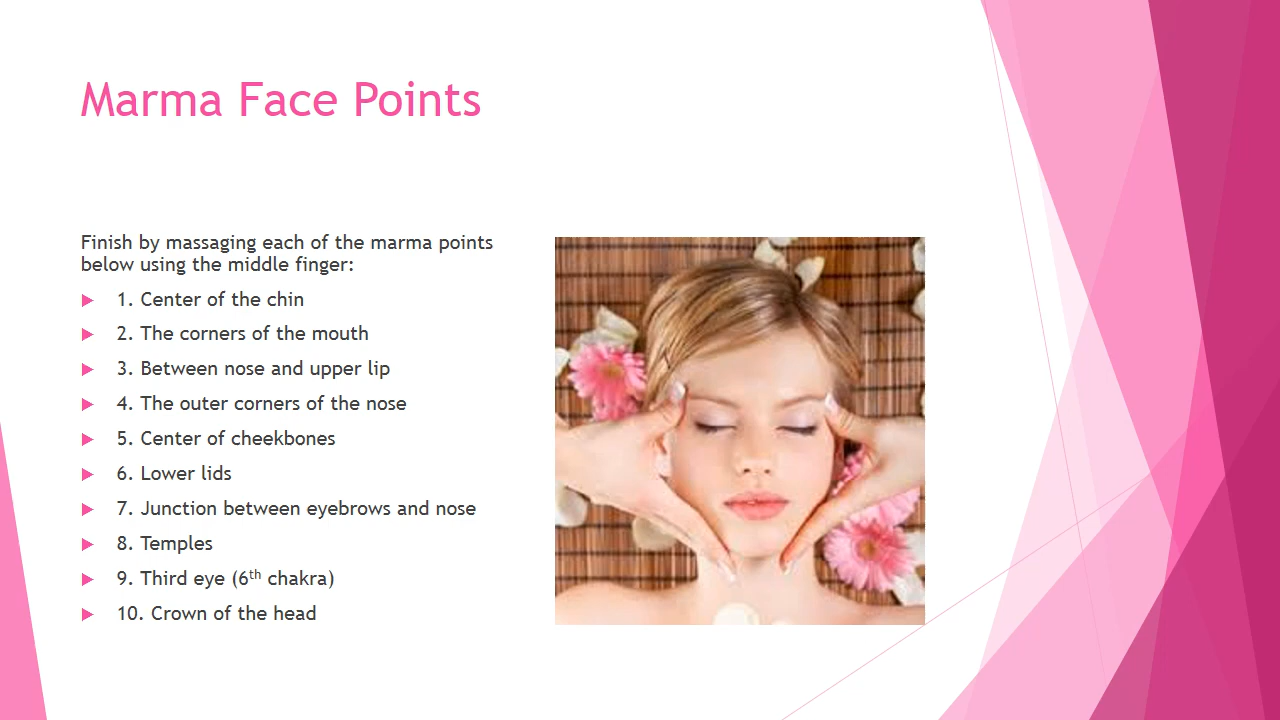 Marma Face Points
Finish by massaging each of the marma points
below using the middle finger:
1. Center of the chin
2. The corners of the mouth
3. Between nose and upper lip
4. The outer corners of the nose
5. Center of cheekbones
6. Lower lids
7. Junction between eyebrows and nose
8. Temples
9. Third eye (6th chakra)
10. Crown of the head